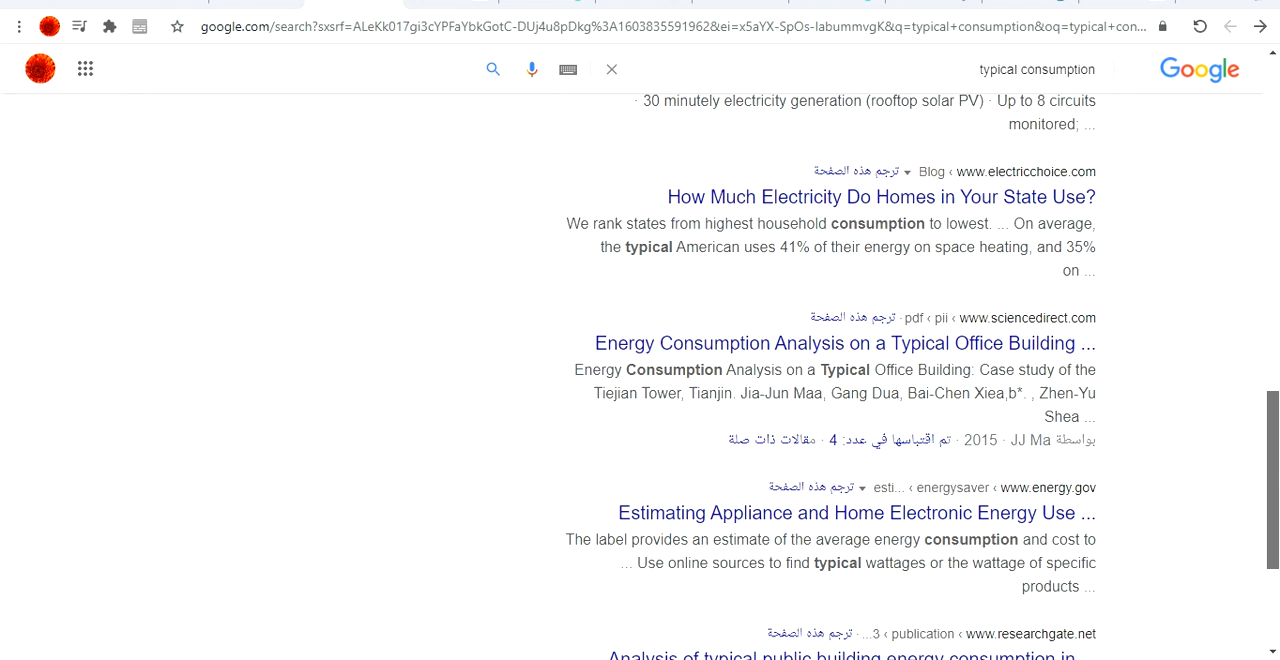 google.com/search?sxsrf=ALeKk017gi3cYPFaYbkGotC-DUj4u8pDkg%3A1603835591962&ei=x5aYX-SpOs-IabummvgK&q=typical+consumption&oq=typical+con...
typical consumption
Google
· 30 minutely electricity generation (rooftop solar PV) · Up to 8 circuits
monitored; ...
www.electricchoice.com › Blog ▾ ترجم هذه الصفحة
How Much Electricity Do Homes in Your State Use?
We rank states from highest household consumption to lowest. ... On average,
the typical American uses 41% of their energy on space heating, and 35%
on ...
www.sciencedirect.com › pii › pdf · ترجم هذه الصفحة
Energy Consumption Analysis on a Typical Office Building ...
Energy Consumption Analysis on a Typical Office Building: Case study of the
Tiejian Tower, Tianjin. Jia-Jun Maa, Gang Dua, Bai-Chen Xiea,b*. , Zhen-Yu
Shea ...
بواسطة JJ Ma · 2015 · تم اقتباسها في عدد: 4 · مقالات ذات صلة
www.energy.gov › energysaver › esti... ▾ ترجم هذه الصفحة
Estimating Appliance and Home Electronic Energy Use ...
The label provides an estimate of the average energy consumption and cost to
... Use online sources to find typical wattages or the wattage of specific
products ...
www.researchgate.net › publication › 3... · ترجم هذه الصفحة
Analysis of typical public building energy consumption in